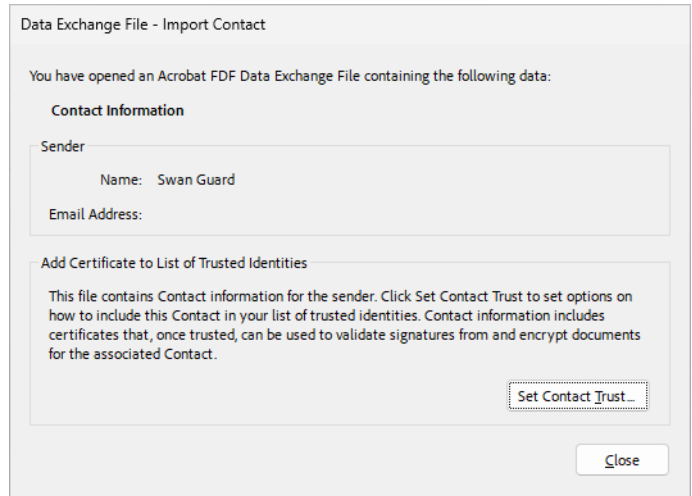 Data Exchange File - Import Contact
You have opened an Acrobat FDF Data Exchange File containing the following data:
Contact Information
Sender
Name: Swan Guard
Email Address:
Add Certificate to List of Trusted Identities
This file contains Contact information for the sender. Click Set Contact Trust to set options on
how to include this Contact in your list of trusted identities. Contact information includes
certificates that, once trusted, can be used to validate signatures from and encrypt documents
for the associated Contact.
Set Contact Trust...
Close